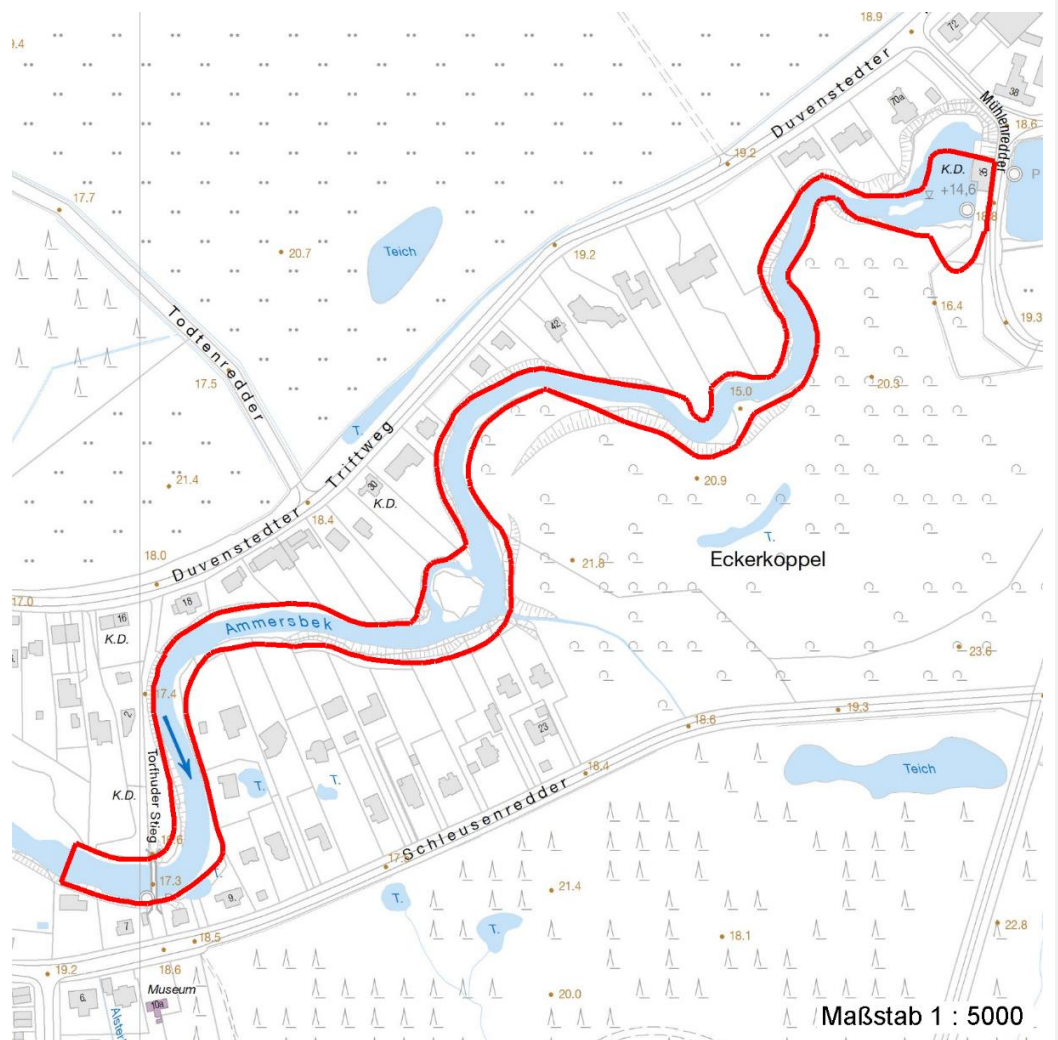 18.9
72
9.4
Duvenstedter
38
70a
Mühlenredder
18.6
19.2
K.D.
35
P
+14,6
17.7
18.8
20.7
Teich
19.2
16.4
19.3
42
Todtenredder
17.5
20.3
15.0
T.
Triftweg
21.4
30
20.9
K.D.
18.4
Duvenstedter
T.
Eckerkoppel
18.0
21.8
17.0
18
16
Ammersbek
K.D.
23.6
17.4
2
19.3
18.6
23
Torthuder Stieg
Teich
T.
T.
18.4
K.D.
Schleusenredder
17.3
T.
9.
T.
21.4
7
18.5
T.
22.8
18.1
18.6
19.2
Museum
6.
10a
20.0
Maßstab 1 : 5000